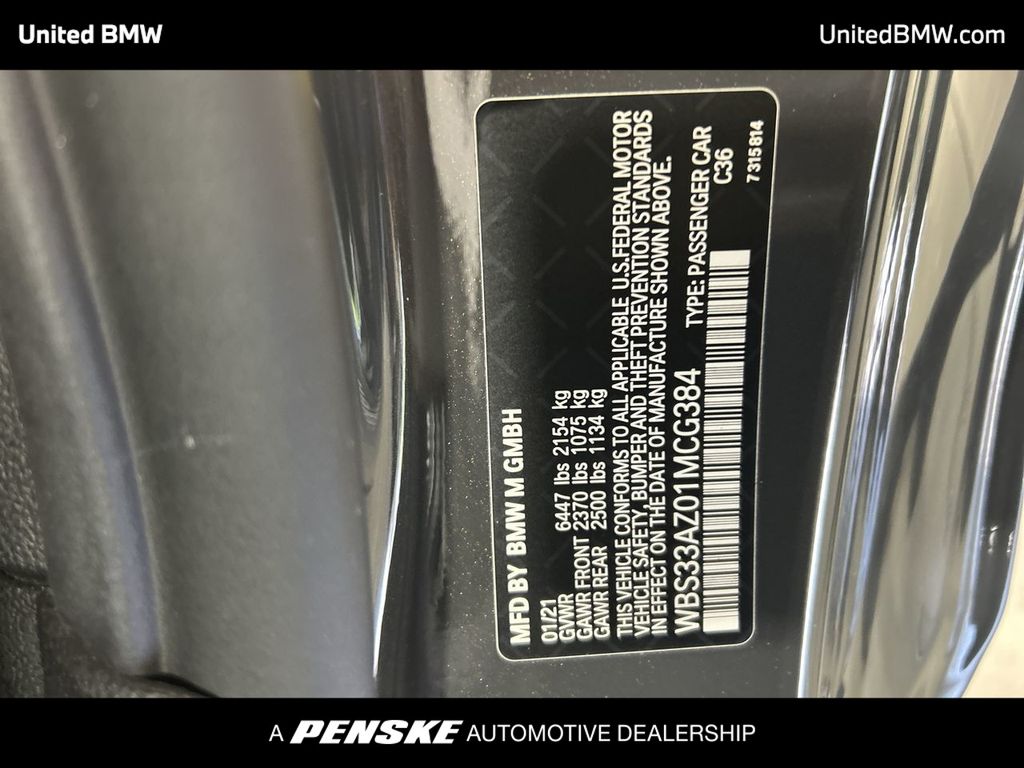 United BMW
UnitedBMW.com
MFD BY BMW M GMBH
01/21
GVWR 6447 lbs 2154 kg
GAWR FRONT 2370 lbs 1075 kg
GAWR REAR 2500 lbs 1134 kg
THIS VEHICLE CONFORMS TO ALL APPLICABLE U.S.FEDERAL MOTOR
VEHICLE SAFETY, BUMPER AND THEFT PREVENTION STANDARDS
IN EFFECT ON THE DATE OF MANUFACTURE SHOWN ABOVE.
WBS33AZ01MCG384 TYPE: PASSENGER CAR
C36
7315814
A PENSKE AUTOMOTIVE DEALERSHIP